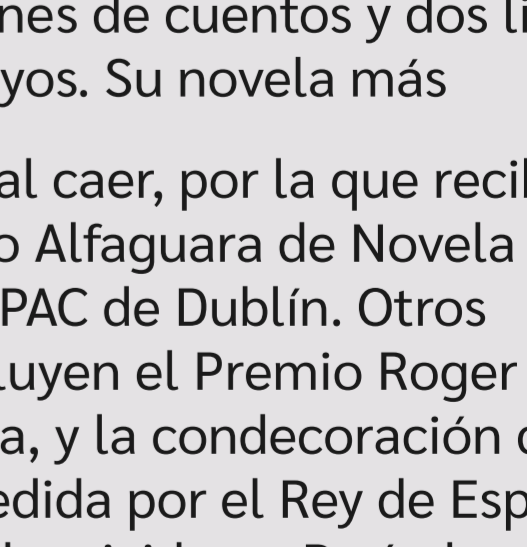 nes de cuentos y dos li
yos. Su novela más
al caer, por la que recil
o Alfaguara de Novela
PAC de Dublín. Otros
luyen el Premio Roger
a, y la condecoración
edida por el Rey de Esp